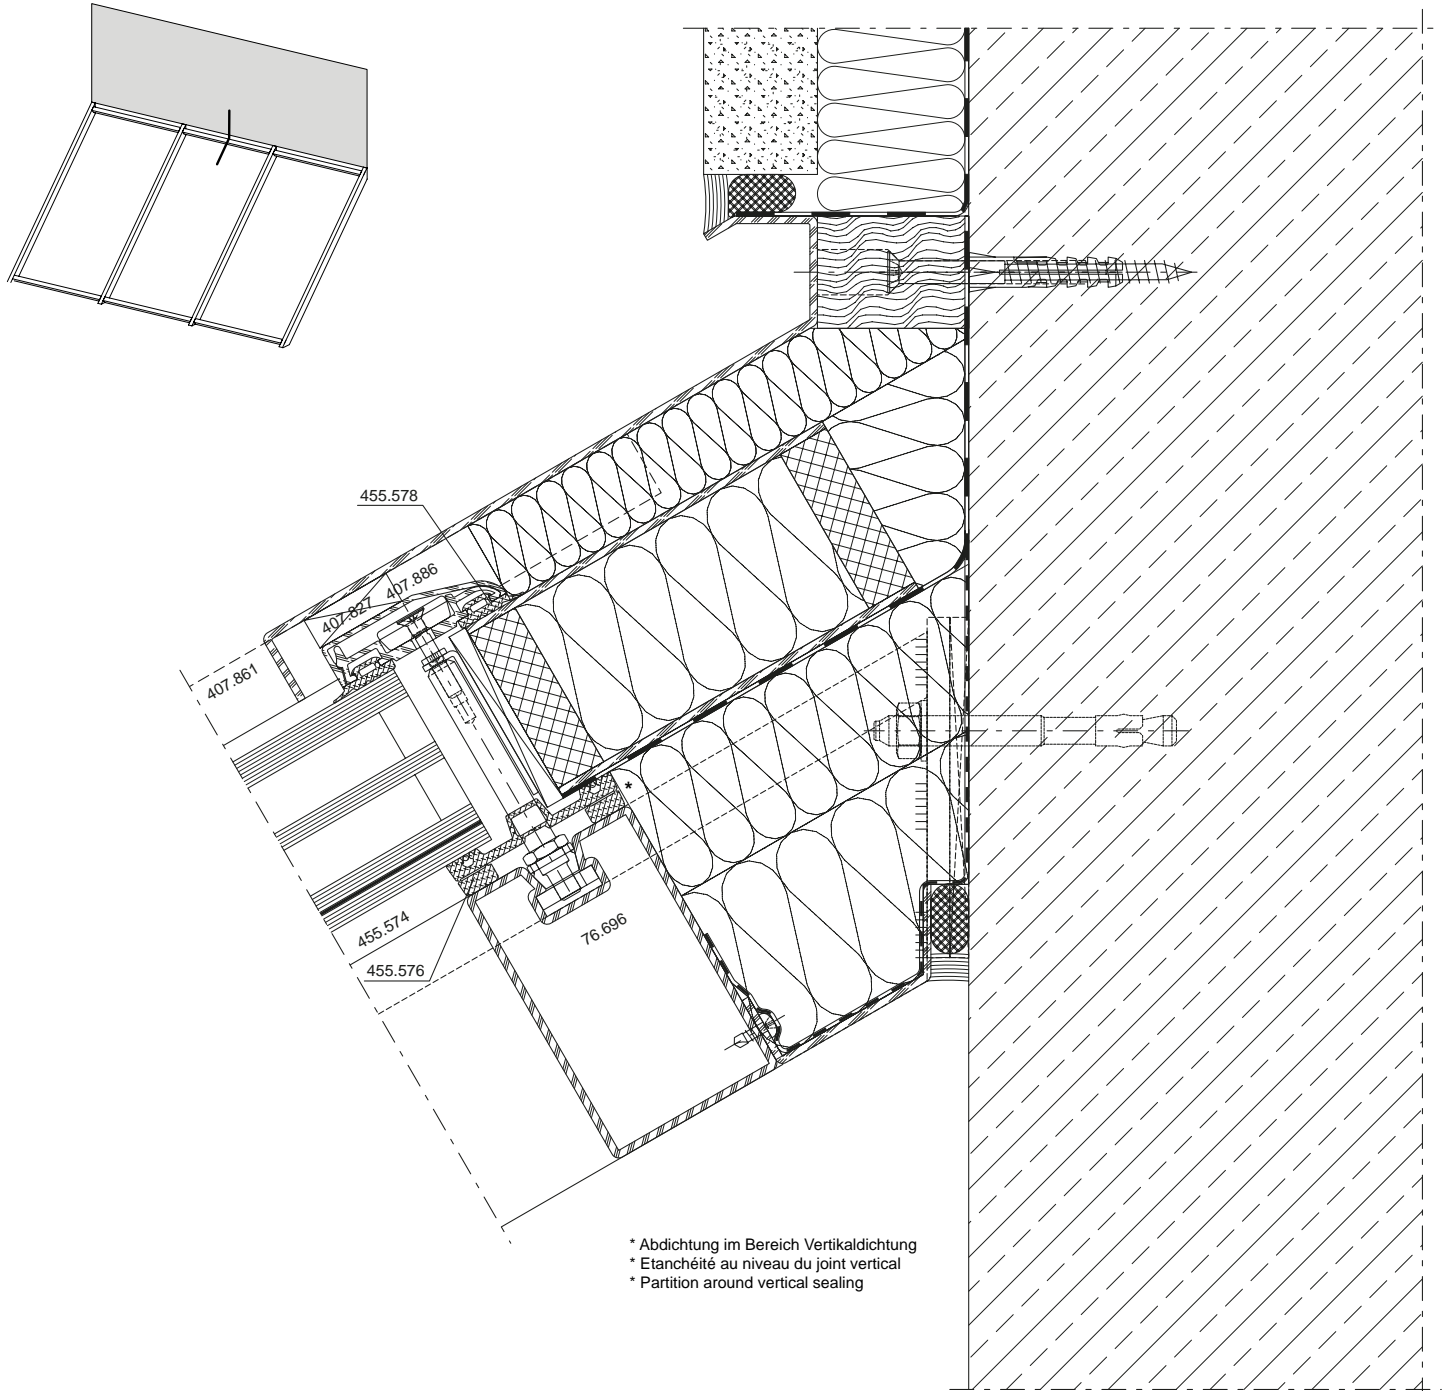 455.578
407.886
407.827
407.861
455.574
76.696
455.576
*
* Abdichtung im Bereich Vertikaldichtung
* Etanchéité au niveau du joint vertical
* Partition around vertical sealing